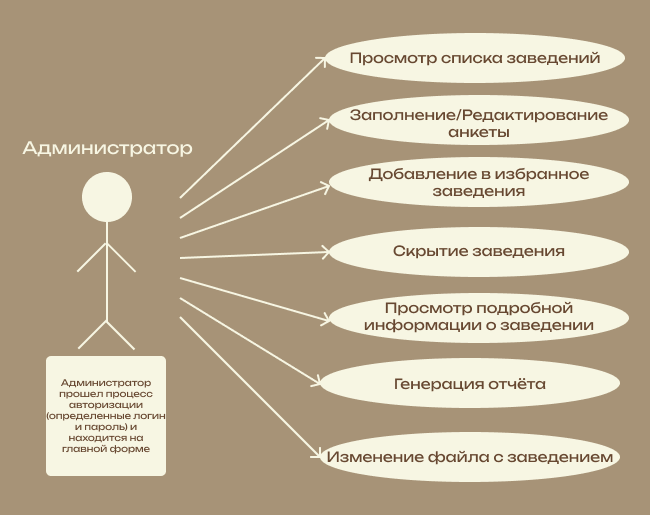 Просмотр списка заведений
Заполнение/Редактирование
анкеты
Администратор
Добавление в избранное
заведения
Скрытие заведения
Просмотр подробной
информации о заведении
Генерация отчёта
Администратор
прошел процесс
авторизации
(определенные логин
и пароль) и
находится на
главной форме
Изменение файла с заведением